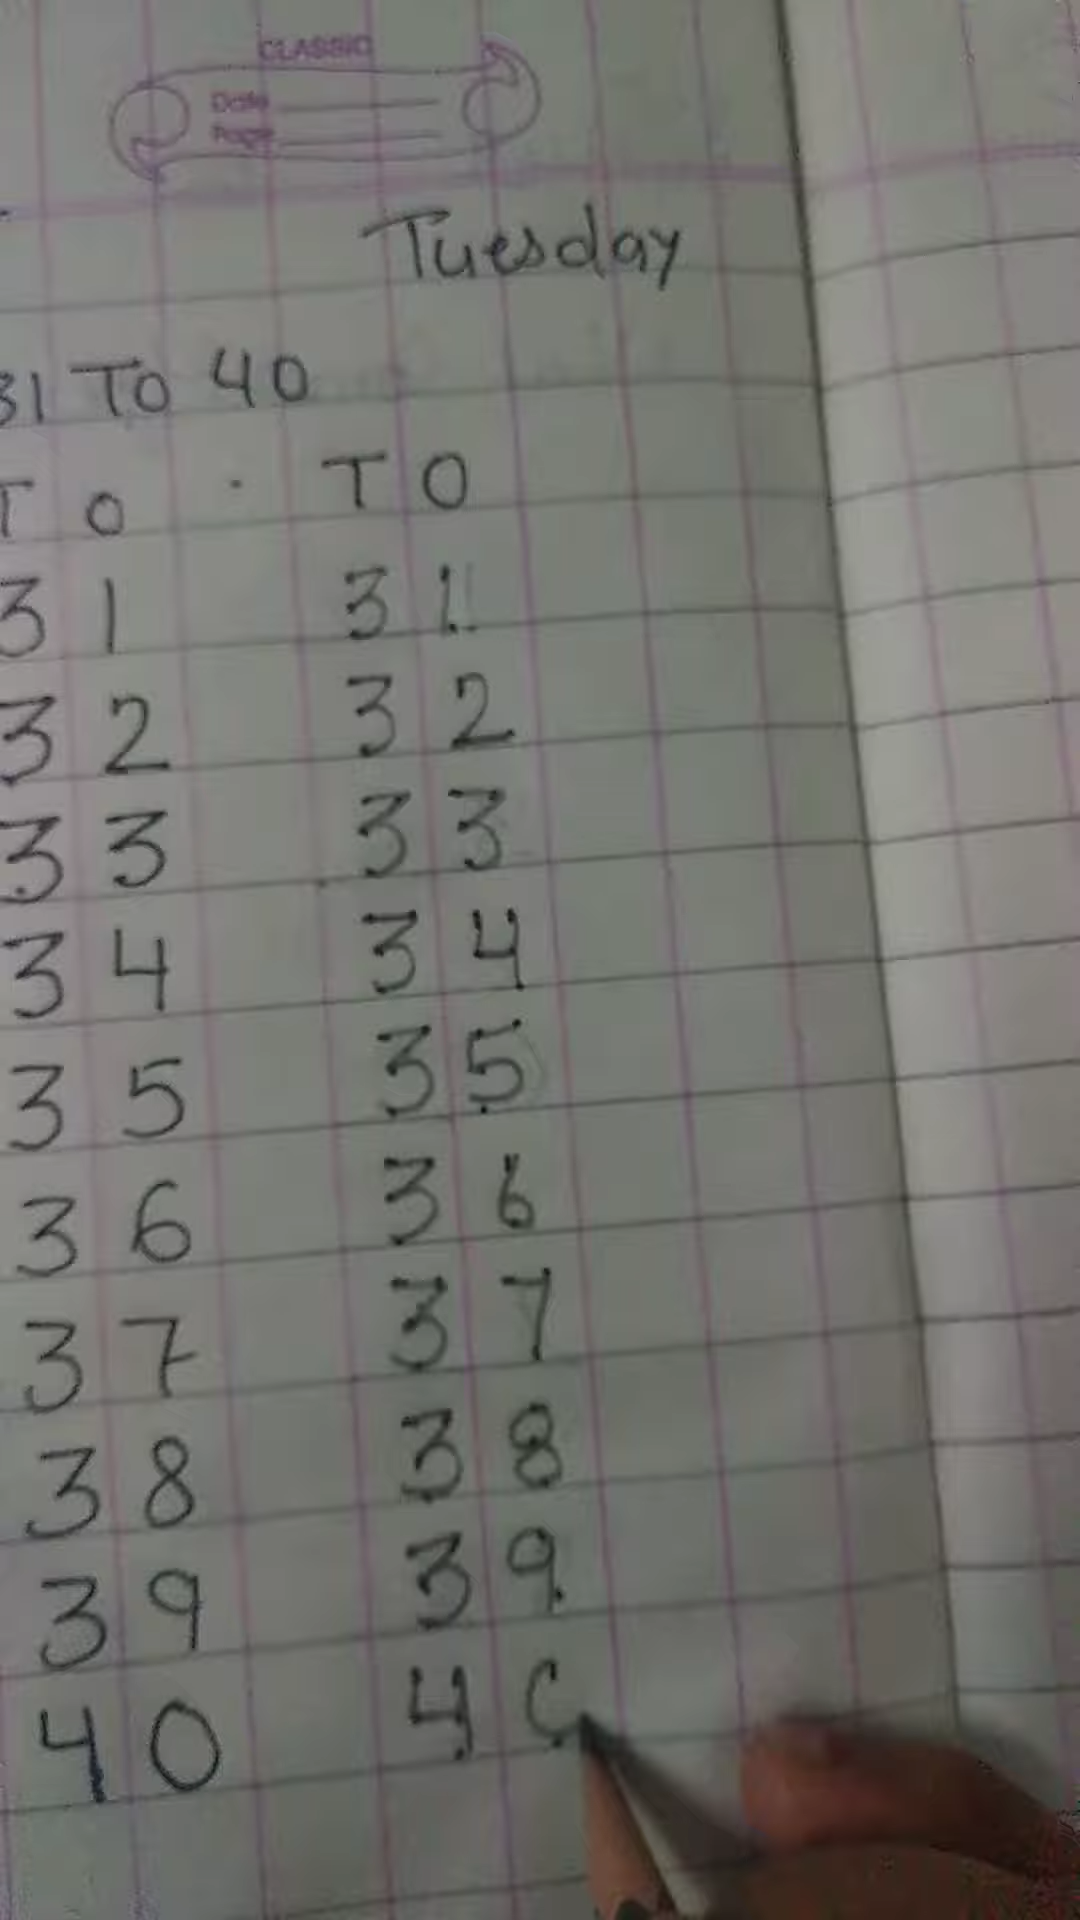 CLASSIC
Date
Page
Tuesday
31 TO 40
T O T O
3 1 3 1
3 2 3 2
3 3 3 3
3 4 3 4
3 5 3 5
3 6 3 6
3 7 3 7
3 8 3 8
3 9 3 9
4 0 4 0